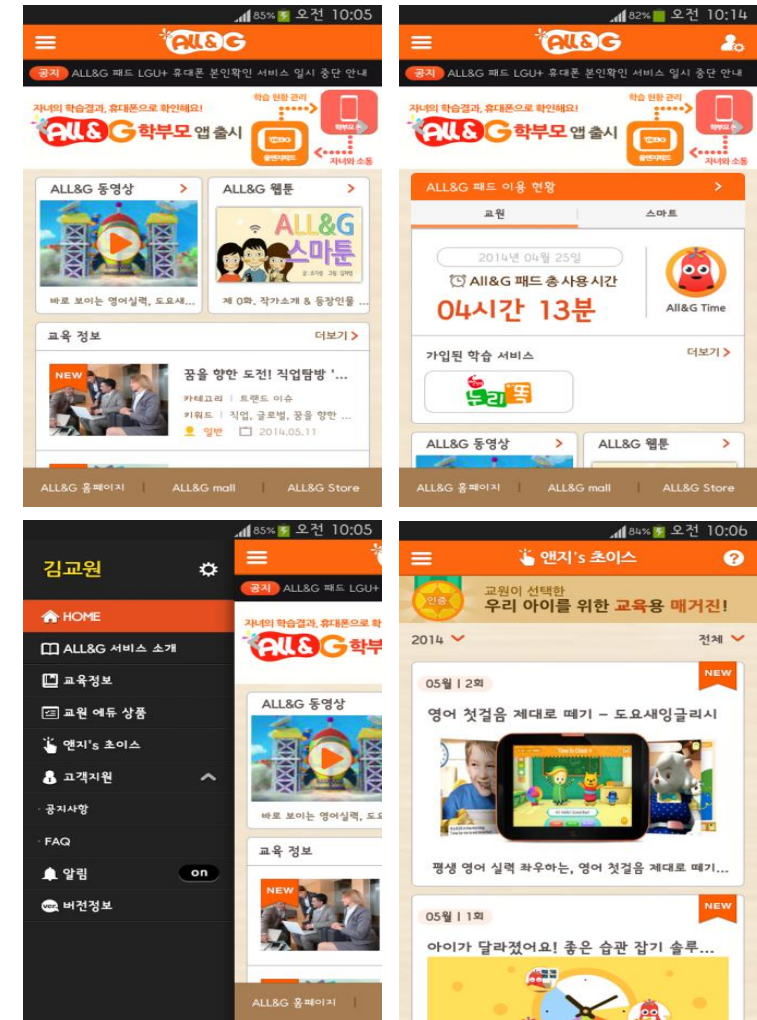 85% 오전 10:05
ALL&G
공지 ALL&G 패드 LGU+ 휴대폰 본인확인 서비스 일시 중단 안내
자녀의 학습결과, 휴대폰으로 확인해요!
ALL&G 학부모 앱 출시
학습 현황 관리
올앤지패드
학부모
자녀와 소통
ALL&G 동영상
바로 보이는 영어실력, 도요새...
ALL&G 웹툰
ALL&G
스마툰
제 0화. 작가소개 & 등장인물 ...
교육 정보 더보기
NEW
꿈을 향한 도전! 직업탐방 '...
카테고리 | 트랜드 이슈
키워드 | 직업, 글로벌, 꿈을 향한 ...
일반 2014.05.11
ALL&G 홈페이지 | ALL&G mall | ALL&G Store
82% 오전 10:14
ALL&G
공지 ALL&G 패드 LGU+ 휴대폰 본인확인 서비스 일시 중단 안내
자녀의 학습결과, 휴대폰으로 확인해요!
ALL&G 학부모 앱 출시
학습 현황 관리
올앤지패드
학부모
자녀와 소통
ALL&G 패드 이용 현황
교원 스마트
2014년 04월 25일
All&G 패드 총 사용시간
04시간 13분
All&G Time
가입된 학습 서비스 더보기
누리똑
ALL&G 동영상
ALL&G 웹툰
ALL&G 홈페이지 | ALL&G mall | ALL&G Store
85% 오전 10:05
김교원
HOME
ALL&G 서비스 소개
교육정보
교원 에듀 상품
앤지's 초이스
고객지원
· 공지사항
· FAQ
알림 on
ver. 버전정보
공지 ALL&G 패드 LGU+
자녀의 학습결과, 휴대폰으로 확
ALL&G 학부
ALL&G 동영상
바로 보이는 영어실력, 도요
교육 정보
NEW
ALL&G 홈페이지 |
84% 오전 10:06
앤지's 초이스 ?
인증
교원이 선택한
우리 아이를 위한 교육용 매거진!
2014 전체
NEW
05월 | 2회
영어 첫걸음 제대로 떼기 – 도요새잉글리시
평생 영어 실력 좌우하는, 영어 첫걸음 제대로 떼기...
NEW
05월 | 1회
아이가 달라졌어요! 좋은 습관 잡기 솔루...